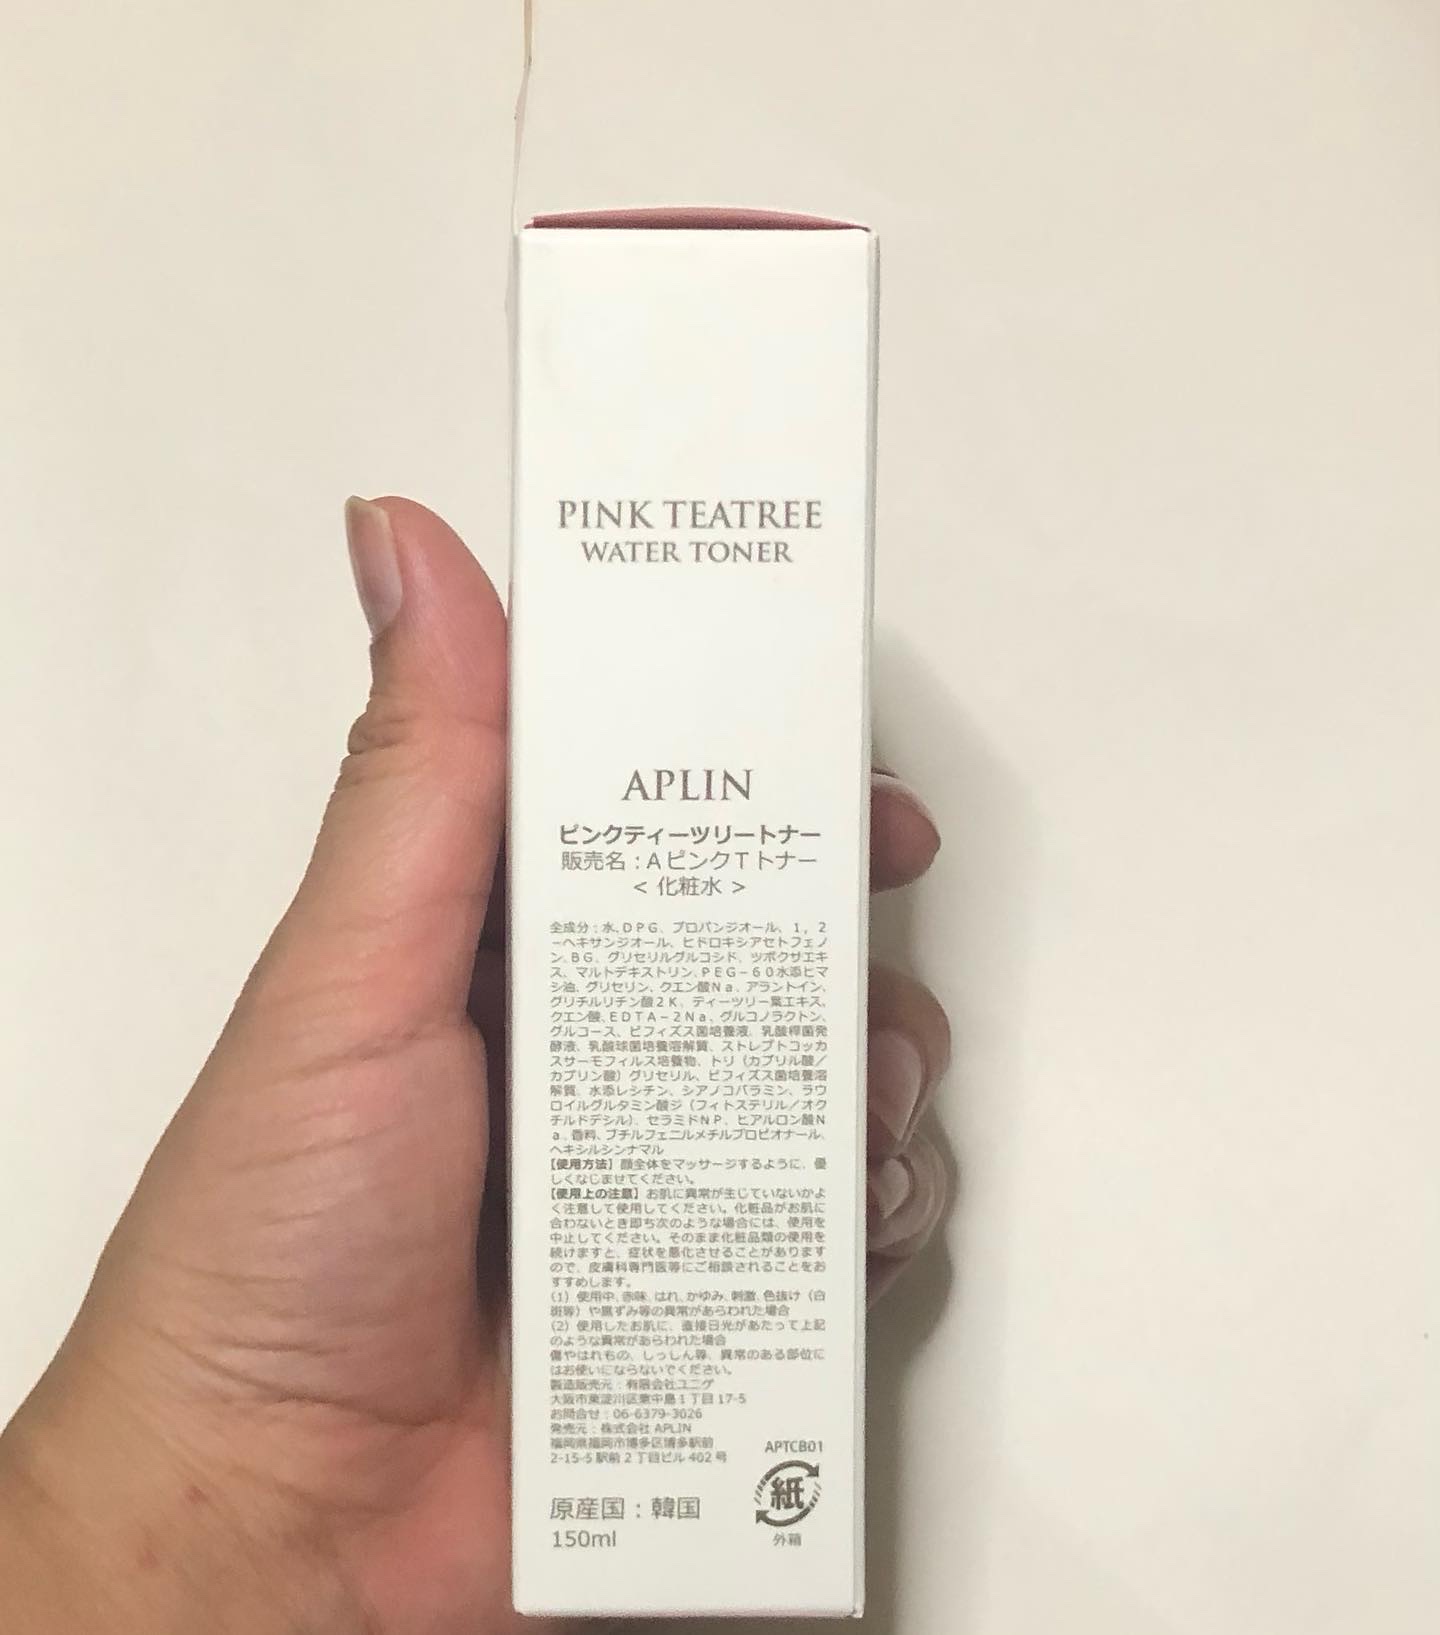 PINK TEATREE
WATER TONER
APLIN
ピンクティーツリートナー
販売名：AピンクTトナー
< 化粧水 >
全成分：水、DPG、プロパンジオール、1，2
－ヘキサンジオール、ヒドロキシアセトフェノ
ン、BG、グリセリルグルコシド、ツボクサエキ
ス、マルトデキストリン、PEG－60水添ヒマ
シ油、グリセリン、クエン酸Na、アラントイン、
グリチルリチン酸2K、ティーツリー葉エキス、
クエン酸、EDTA－2Na、グルコノラクトン、
グルコース、ビフィズス菌培養液、乳酸桿菌発
酵液、乳酸球菌培養溶解質、ストレプトコッカ
スサーモフィルス培養物、トリ（カプリル酸／
カプリン酸）グリセリル、ビフィズス菌培養溶
解質、水添レシチン、シアノコバラミン、ラウ
ロイルグルタミン酸ジ（フィトステリル／オク
チルドデシル）、セラミドNP、ヒアルロン酸N
a、香料、ブチルフェニルメチルプロピオナール、
ヘキシルシンナマル
【使用方法】顔全体をマッサージするように、優
しくなじませてください。
【使用上の注意】お肌に異常が生じていないかよ
く注意して使用してください。化粧品がお肌に
合わないとき即ち次のような場合には、使用を
中止してください。そのまま化粧品類の使用を
続けますと、症状を悪化させることがあります
ので、皮膚科専門医等にご相談されることをお
すすめします。
(1) 使用中、赤味、はれ、かゆみ、刺激、色抜け（白
斑等）や黒ずみ等の異常があらわれた場合
(2) 使用したお肌に、直接日光があたって上記
のような異常があらわれた場合
傷やはれもの、しっしん等、異常のある部位に
はお使いにならないでください。
製造販売元：有限会社ユニゲ
大阪市東淀川区東中島1丁目17-5
お問合せ：06-6379-3026
発売元：株式会社 APLIN
福岡県福岡市博多区博多駅前
2-15-5 駅前2丁目ビル 402号
APTCB01
紙
外箱
原産国：韓国
150ml